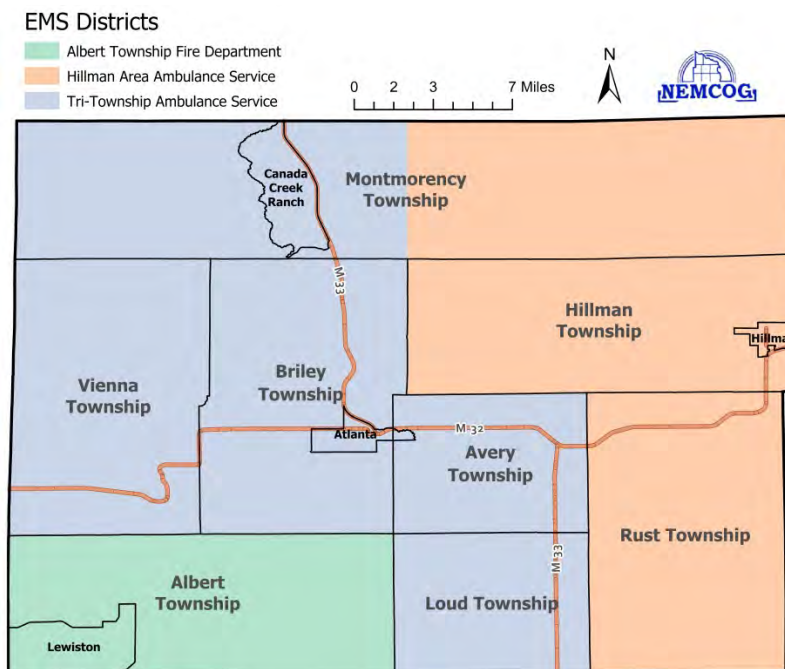 EMS Districts
Albert Township Fire Department
Hillman Area Ambulance Service
Tri-Township Ambulance Service
0 2 3 7 Miles
N
NEMCOG
Canada
Creek
Ranch
Montmorency
Township
M 33
Hillman
Township
Hillma
Briley
Township
Vienna
Township
Atlanta
M 32
Avery
Township
Rust Township
M 33
Albert
Township
Loud Township
Lewiston